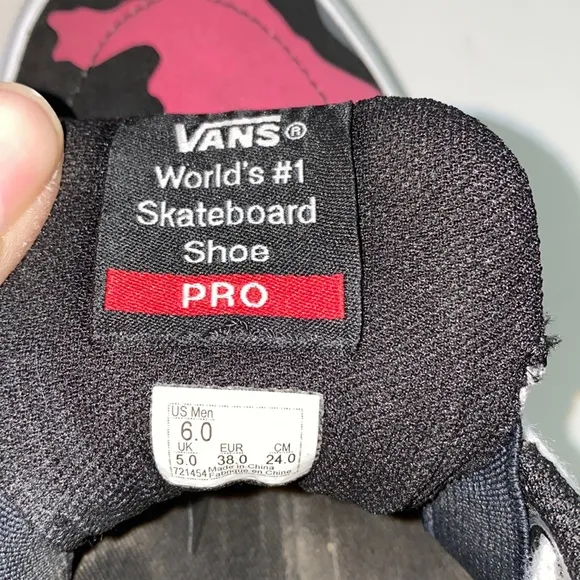 VANS®
World's #1
Skateboard
Shoe
PRO
US Men
6.0
UK EUR CM
5.0 38.0 24.0
721454 Made in China
Fabriqué en Chine